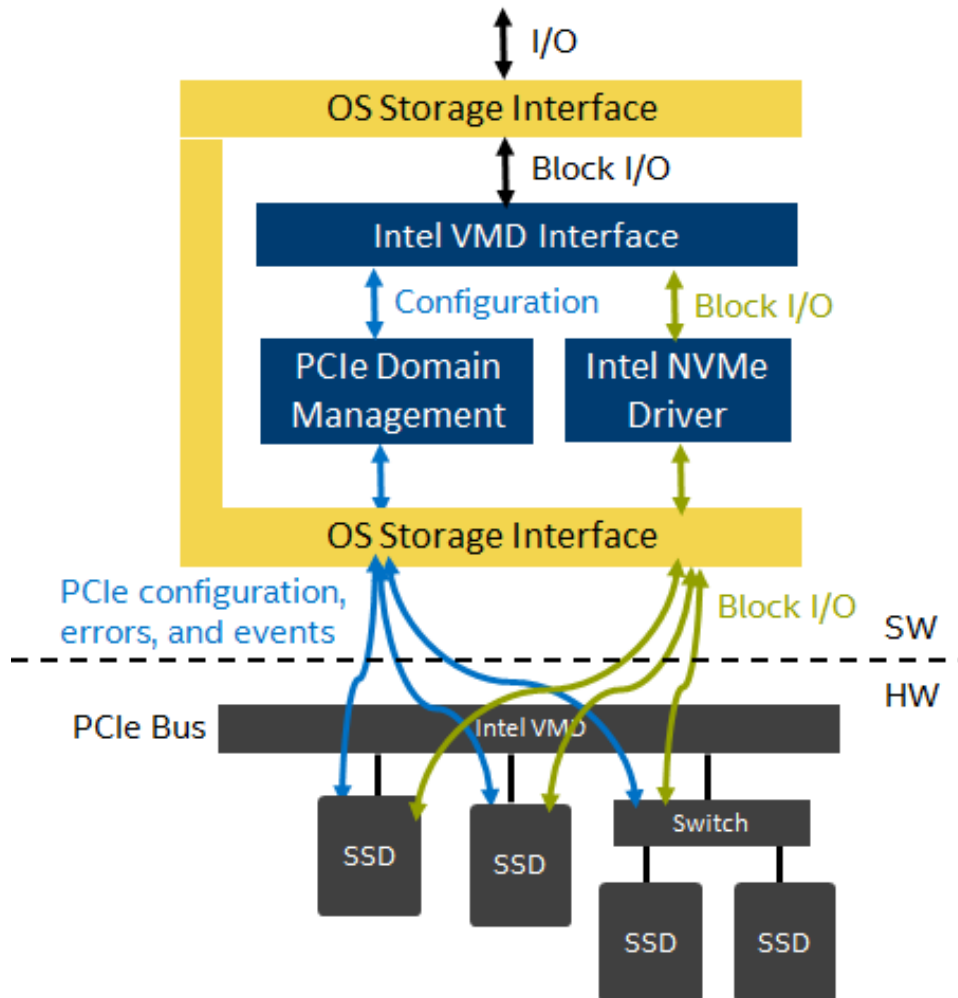 I/O
OS Storage Interface
Block I/O
Intel VMD Interface
Configuration
Block I/O
PCIe Domain
Management
Intel NVMe
Driver
OS Storage Interface
PCIe configuration,
errors, and events
Block I/O
SW
HW
PCIe Bus
Intel VMD
Switch
SSD
SSD
SSD
SSD